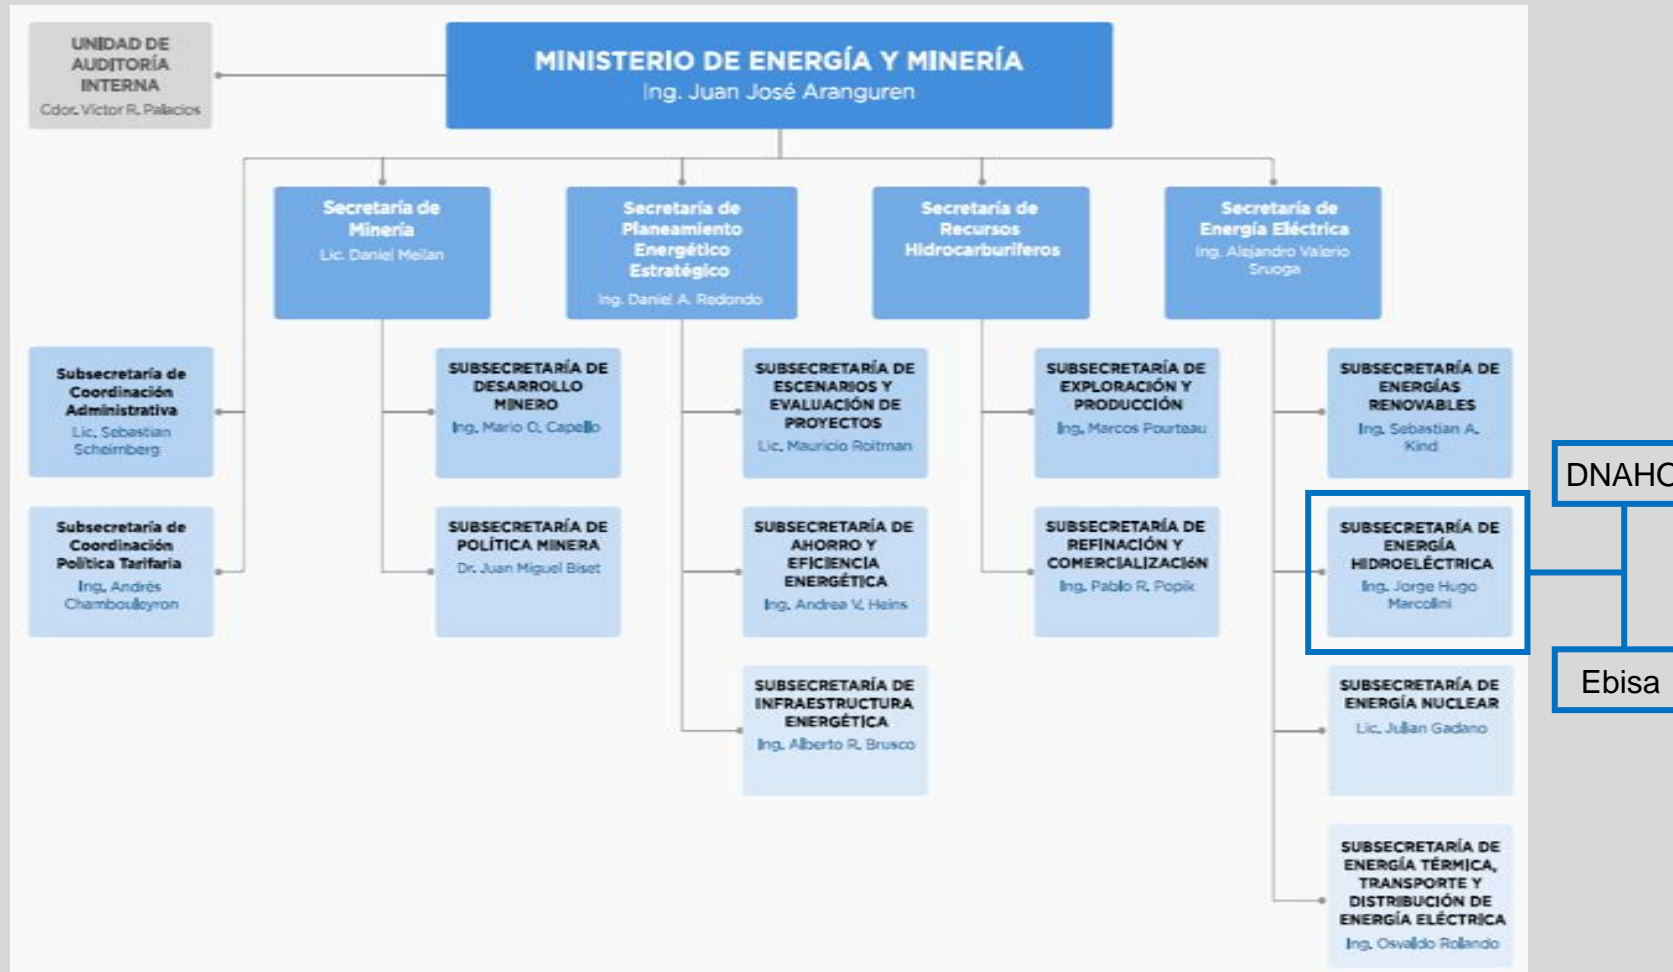 UNIDAD DE
AUDITORÍA
INTERNA
Cdor. Victor R. Palacios
MINISTERIO DE ENERGÍA Y MINERÍA
Ing. Juan José Aranguren
Secretaría de
Minería
Lic. Daniel Meilan
Secretaría de
Planeamiento
Energético
Estratégico
Ing. Daniel A. Redondo
Secretaría de
Recursos
Hidrocarburíferos
Secretaría de
Energía Eléctrica
Ing. Alejandro Valerio
Sruoga
Subsecretaría de
Coordinación
Administrativa
Lic. Sebastian
Scheimberg
SUBSECRETARÍA DE
DESARROLLO
MINERO
Ing. Mario O. Capello
SUBSECRETARÍA DE
ESCENARIOS Y
EVALUACIÓN DE
PROYECTOS
Lic. Mauricio Roitman
SUBSECRETARÍA DE
EXPLORACIÓN Y
PRODUCCIÓN
Ing. Marcos Pourteau
SUBSECRETARÍA DE
ENERGÍAS
RENOVABLES
Ing. Sebastian A.
Kind
Subsecretaría de
Coordinación
Política Tarifaria
Ing. Andrés
Chambouleyron
SUBSECRETARÍA DE
POLÍTICA MINERA
Dr. Juan Miguel Biset
SUBSECRETARÍA DE
AHORRO Y
EFICIENCIA
ENERGÉTICA
Ing. Andrea V. Heins
SUBSECRETARÍA DE
REFINACIÓN Y
COMERCIALIZACIÓN
Ing. Pablo R. Popik
SUBSECRETARÍA DE
ENERGÍA
HIDROELÉCTRICA
Ing. Jorge Hugo
Marcolini
DNAHC
Ebisa
SUBSECRETARÍA DE
INFRAESTRUCTURA
ENERGÉTICA
Ing. Alberto R. Brusco
SUBSECRETARÍA DE
ENERGÍA NUCLEAR
Lic. Julian Gadano
SUBSECRETARÍA DE
ENERGÍA TÉRMICA,
TRANSPORTE Y
DISTRIBUCIÓN DE
ENERGÍA ELÉCTRICA
Ing. Osvaldo Rolando